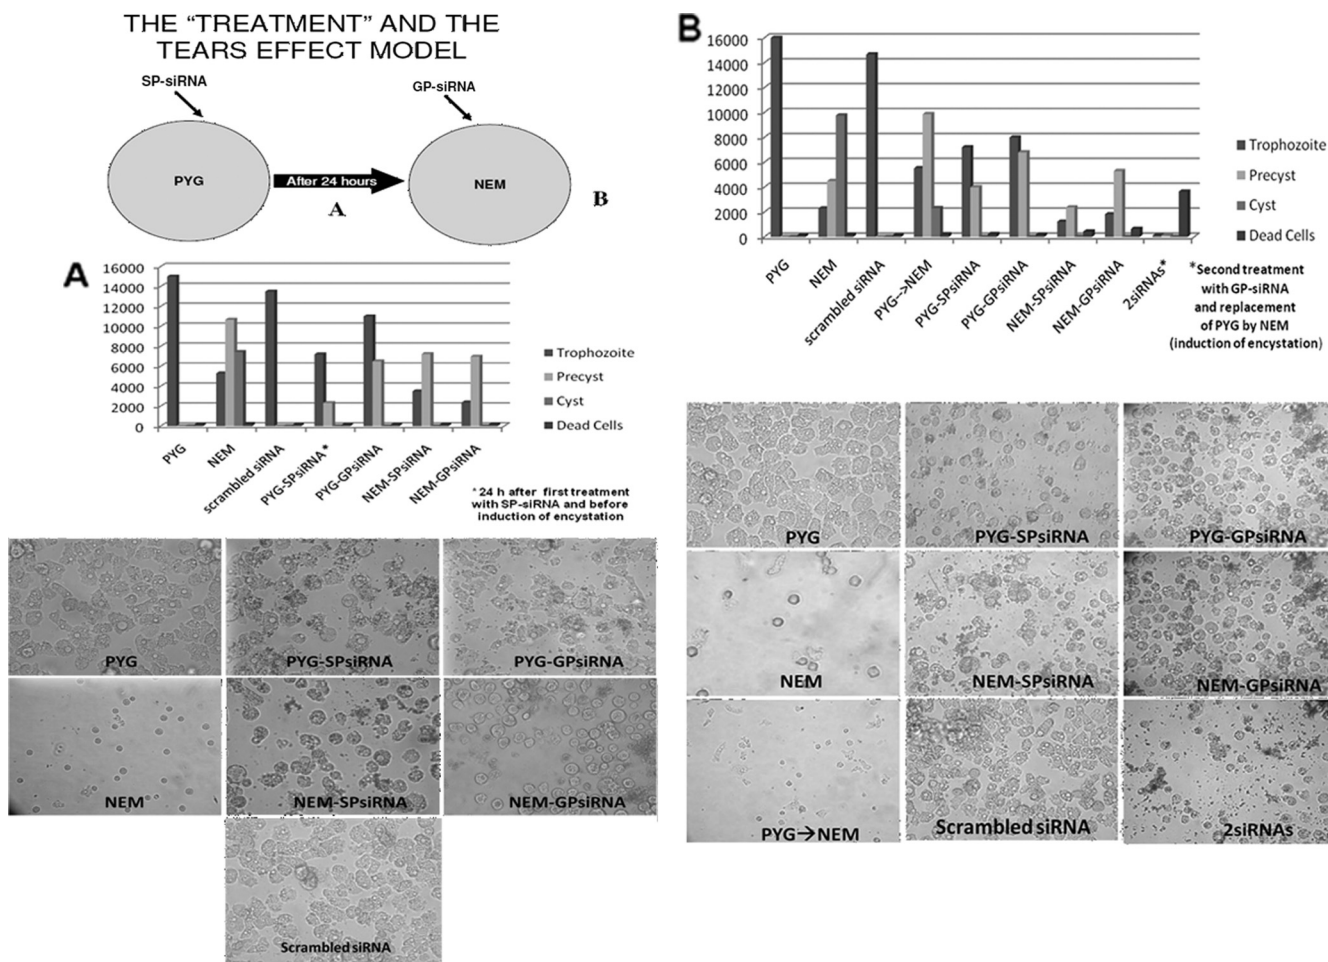 THE “TREATMENT” AND THE
TEARS EFFECT MODEL
SP-siRNA
GP-siRNA
PYG
After 24 hours
NEM
A
B
A
16000
14000
12000
10000
8000
6000
4000
2000
0
PYG
NEM
scrambled siRNA
PYG-SPsiRNA*
PYG-GPsiRNA
NEM-SPsiRNA
NEM-GPsiRNA
Trophozoite
Precyst
Cyst
Dead Cells
*24 h after first treatment
with SP-siRNA and before
induction of encystation
PYG
PYG-SPsiRNA
PYG-GPsiRNA
NEM
NEM-SPsiRNA
NEM-GPsiRNA
Scrambled siRNA
B
16000
14000
12000
10000
8000
6000
4000
2000
0
PYG
NEM
scrambled siRNA
PYG-->NEM
PYG-SPsiRNA
PYG-GPsiRNA
NEM-SPsiRNA
NEM-GPsiRNA
2siRNAs*
Trophozoite
Precyst
Cyst
Dead Cells
*Second treatment
with GP-siRNA
and replacement
of PYG by NEM
(induction of encystation)
PYG
PYG-SPsiRNA
PYG-GPsiRNA
NEM
NEM-SPsiRNA
NEM-GPsiRNA
PYG→NEM
Scrambled siRNA
2siRNAs